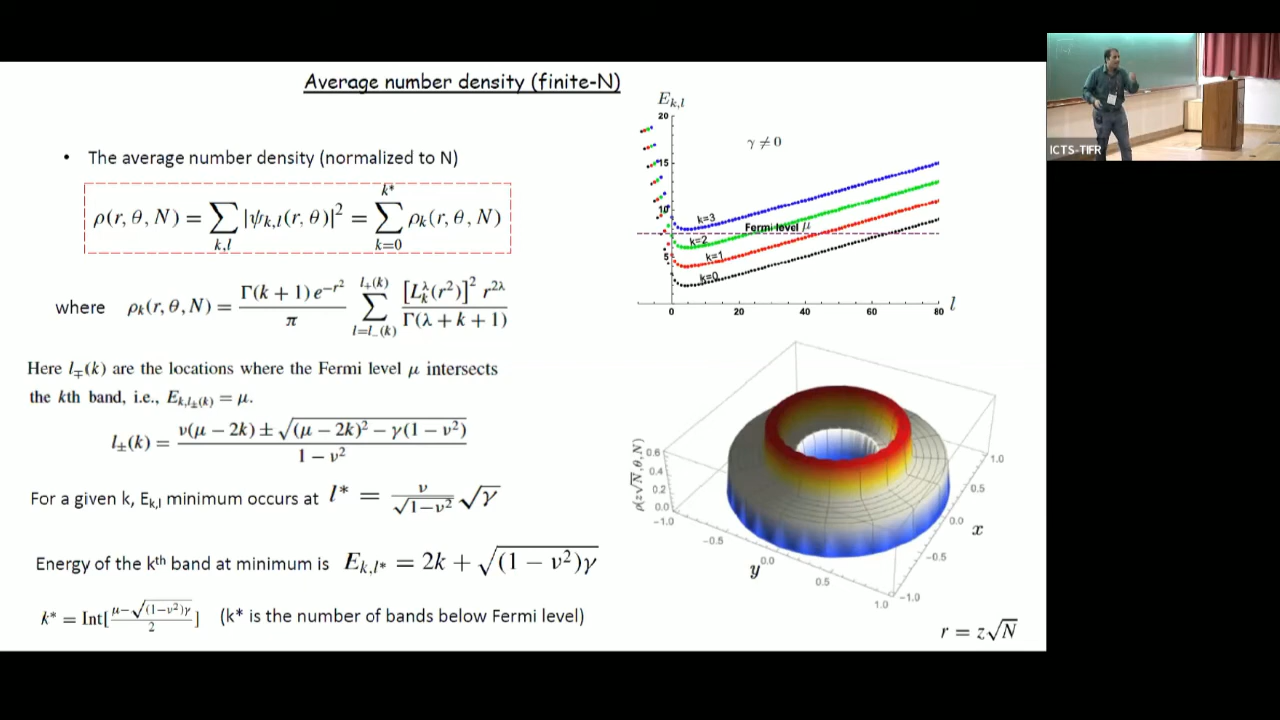 Average number density (finite-N)
• The average number density (normalized to N)
ρ(r, θ, N) = ∑_{k,l} |ψ_{k,l}(r, θ)|² = ∑_{k=0}^{k*} ρ_k(r, θ, N)
where ρ_k(r, θ, N) = Γ(k + 1) e^{−r²} / π ∑_{l=l_−(k)}^{l_+(k)} [L_k^λ(r²)]² r^{2λ} / Γ(λ + k + 1)
Here l_∓(k) are the locations where the Fermi level μ intersects
the kth band, i.e., E_{k,l_±(k)} = μ.
l_±(k) = ν(μ − 2k) ± √((μ − 2k)² − γ(1 − ν²)) / 1 − ν²
For a given k, E_{k,l} minimum occurs at l* = ν/√(1−ν²) √γ
Energy of the k^{th} band at minimum is E_{k,l*} = 2k + √((1 − ν²)γ)
k* = Int[μ−√((1−ν²)γ) / 2] (k* is the number of bands below Fermi level)
E_{k,l}
20
γ ≠ 0
15
10
k=3
Fermi level μ
k=2
5
k=1
k=0
0 20 40 60 80 l
ρ(z√N, θ, N)
0.6
0.4
0.2
0.0
−1.0
−0.5
0.0
0.5
1.0
y
1.0
0.5
0.0
−0.5
−1.0
x
r = z√N
ICTS-TIFR